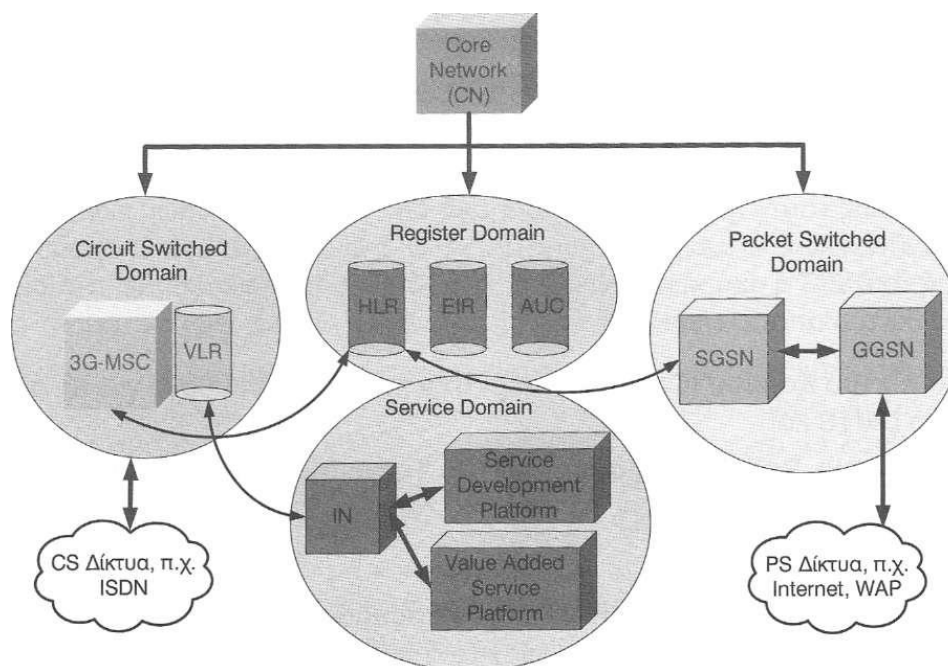 Core
Network
(CN)
Circuit Switched
Domain
3G-MSC
VLR
Register Domain
HLR
EIR
AUC
Packet Switched
Domain
SGSN
GGSN
Service Domain
IN
Service
Development
Platform
Value Added
Service
Platform
CS Δίκτυα, π.χ.
ISDN
PS Δίκτυα, π.χ.
Internet, WAP